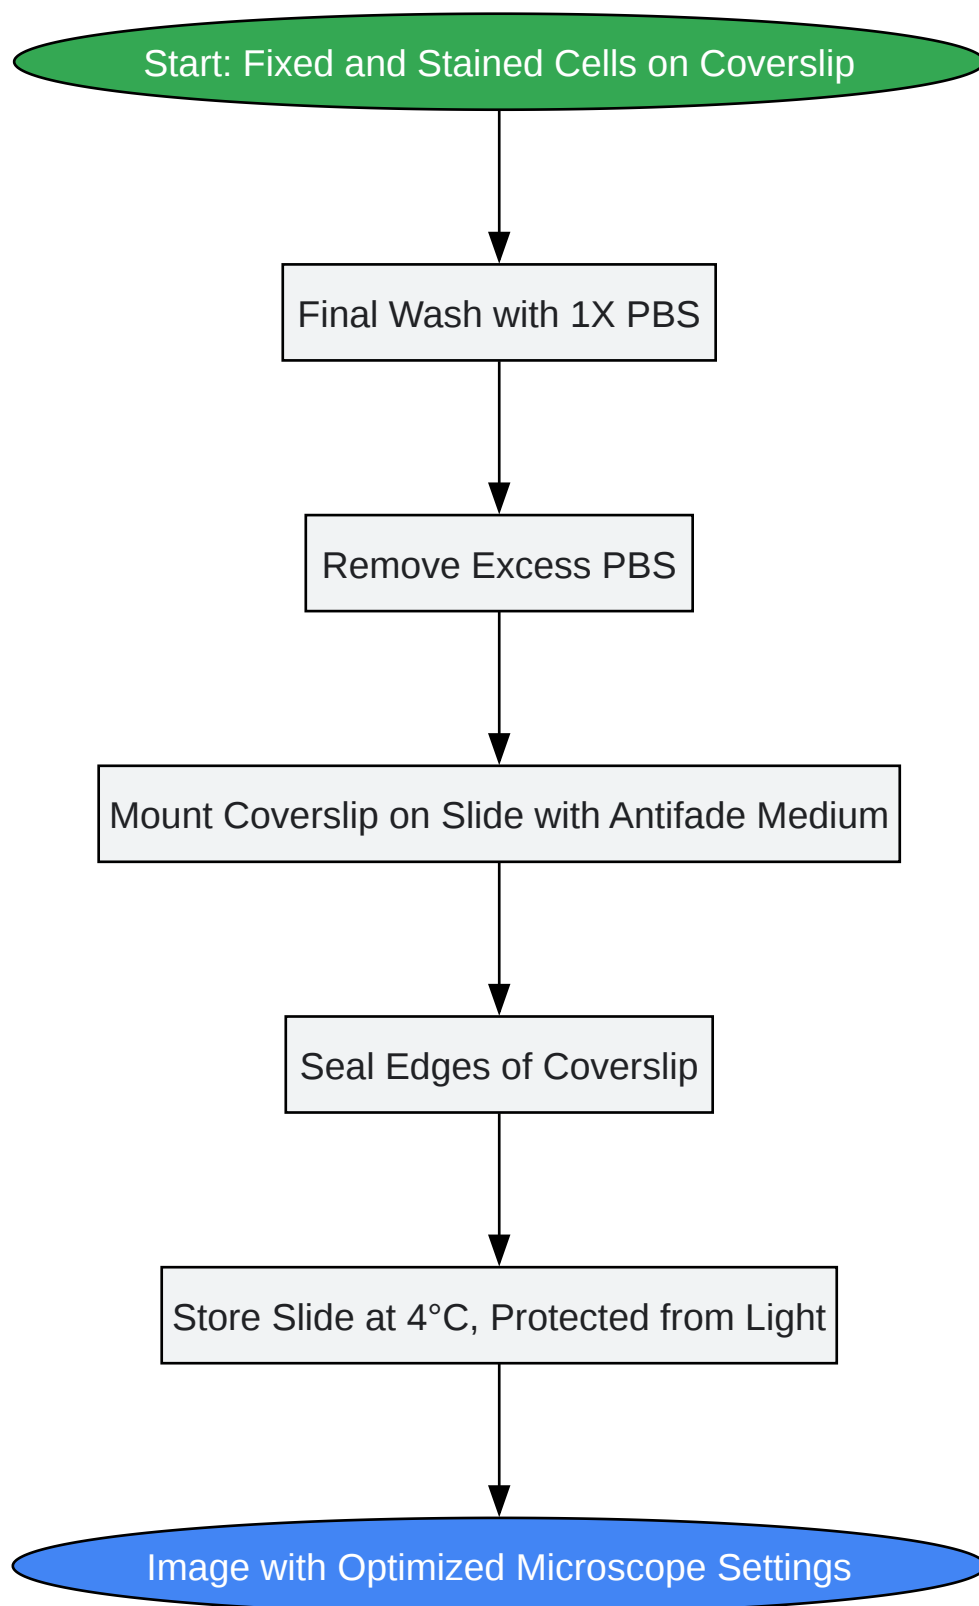 Start: Fixed and Stained Cells on Coverslip
Final Wash with 1X PBS
Remove Excess PBS
Mount Coverslip on Slide with Antifade Medium
Seal Edges of Coverslip
Store Slide at 4°C, Protected from Light
Image with Optimized Microscope Settings